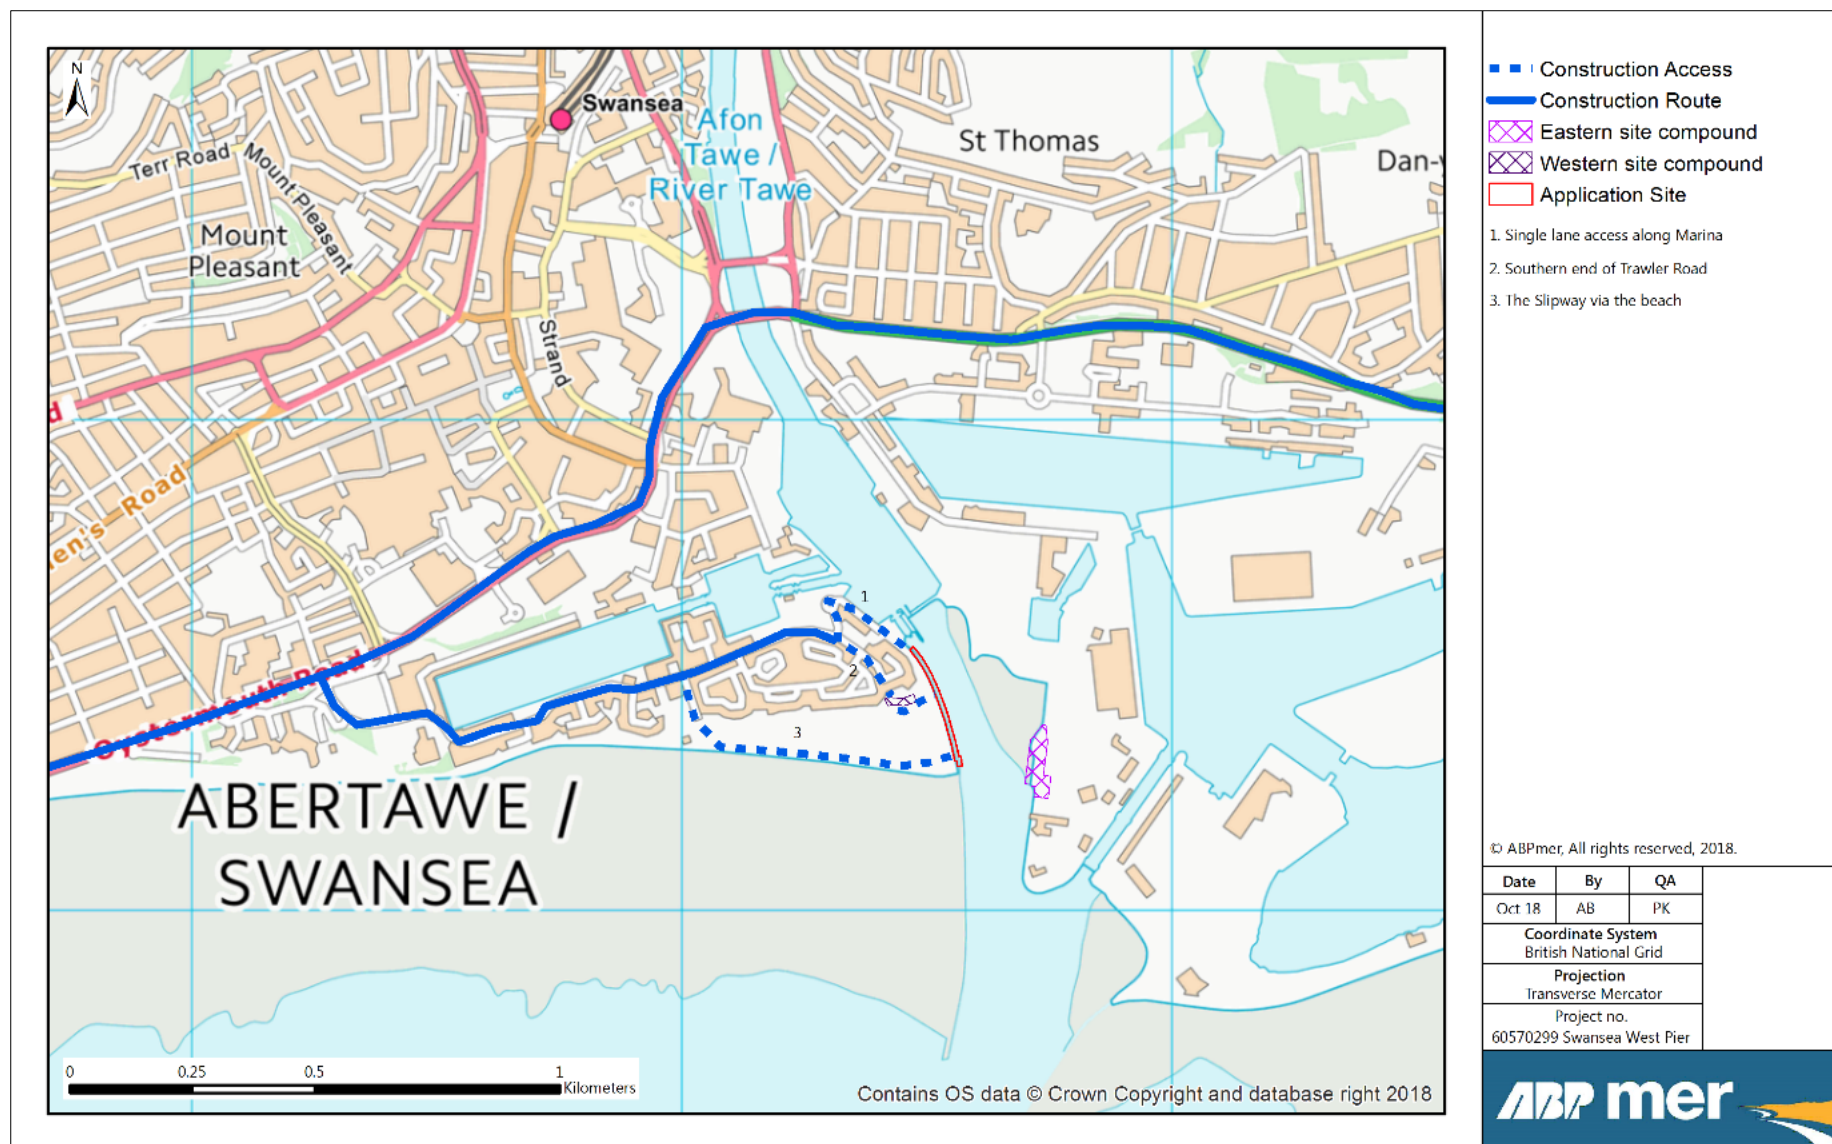 N
Swansea
Afon
Tawe /
River Tawe
St Thomas
Terr Road
Mount Pleasant
Mount
Pleasant
Strand
en's Road
Oystermouth Road
1
2
3
ABERTAWE /
SWANSEA
0 0.25 0.5 1
Kilometers
Contains OS data © Crown Copyright and database right 2018
Construction Access
Construction Route
Eastern site compound
Western site compound
Application Site
1. Single lane access along Marina
2. Southern end of Trawler Road
3. The Slipway via the beach
© ABPmer, All rights reserved, 2018.
Date By QA
Oct 18 AB PK
Coordinate System
British National Grid
Projection
Transverse Mercator
Project no.
60570299 Swansea West Pier
ABP mer